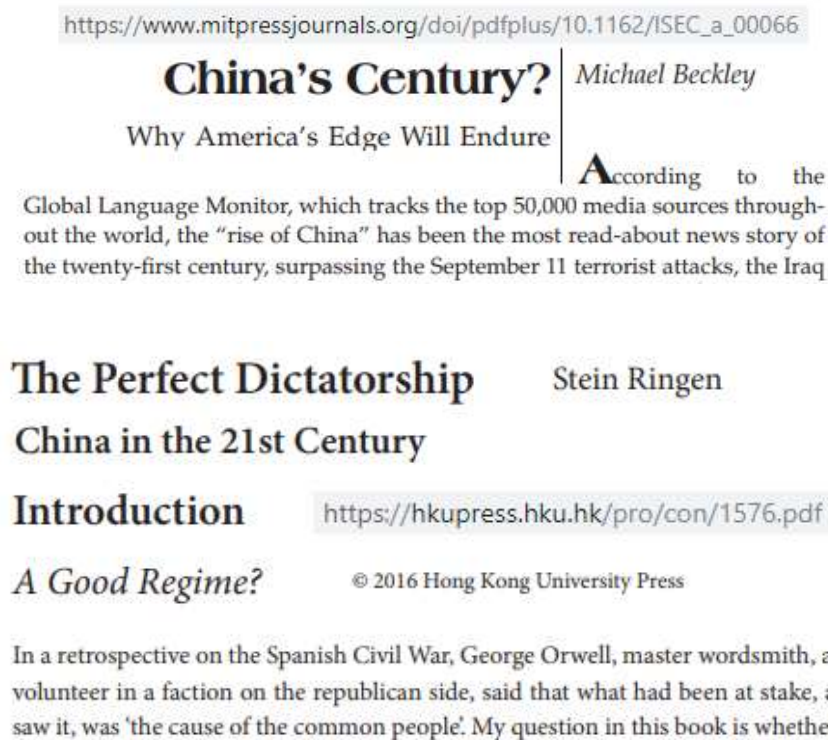 https://www.mitpressjournals.org/doi/pdfplus/10.1162/ISEC_a_00066
China's Century?
Michael Beckley
Why America's Edge Will Endure
According to the
Global Language Monitor, which tracks the top 50,000 media sources through-
out the world, the “rise of China” has been the most read-about news story of
the twenty-first century, surpassing the September 11 terrorist attacks, the Iraq
The Perfect Dictatorship
Stein Ringen
China in the 21st Century
Introduction
https://hkupress.hku.hk/pro/con/1576.pdf
A Good Regime?
© 2016 Hong Kong University Press
In a retrospective on the Spanish Civil War, George Orwell, master wordsmith,
volunteer in a faction on the republican side, said that what had been at stake,
saw it, was ‘the cause of the common people’. My question in this book is